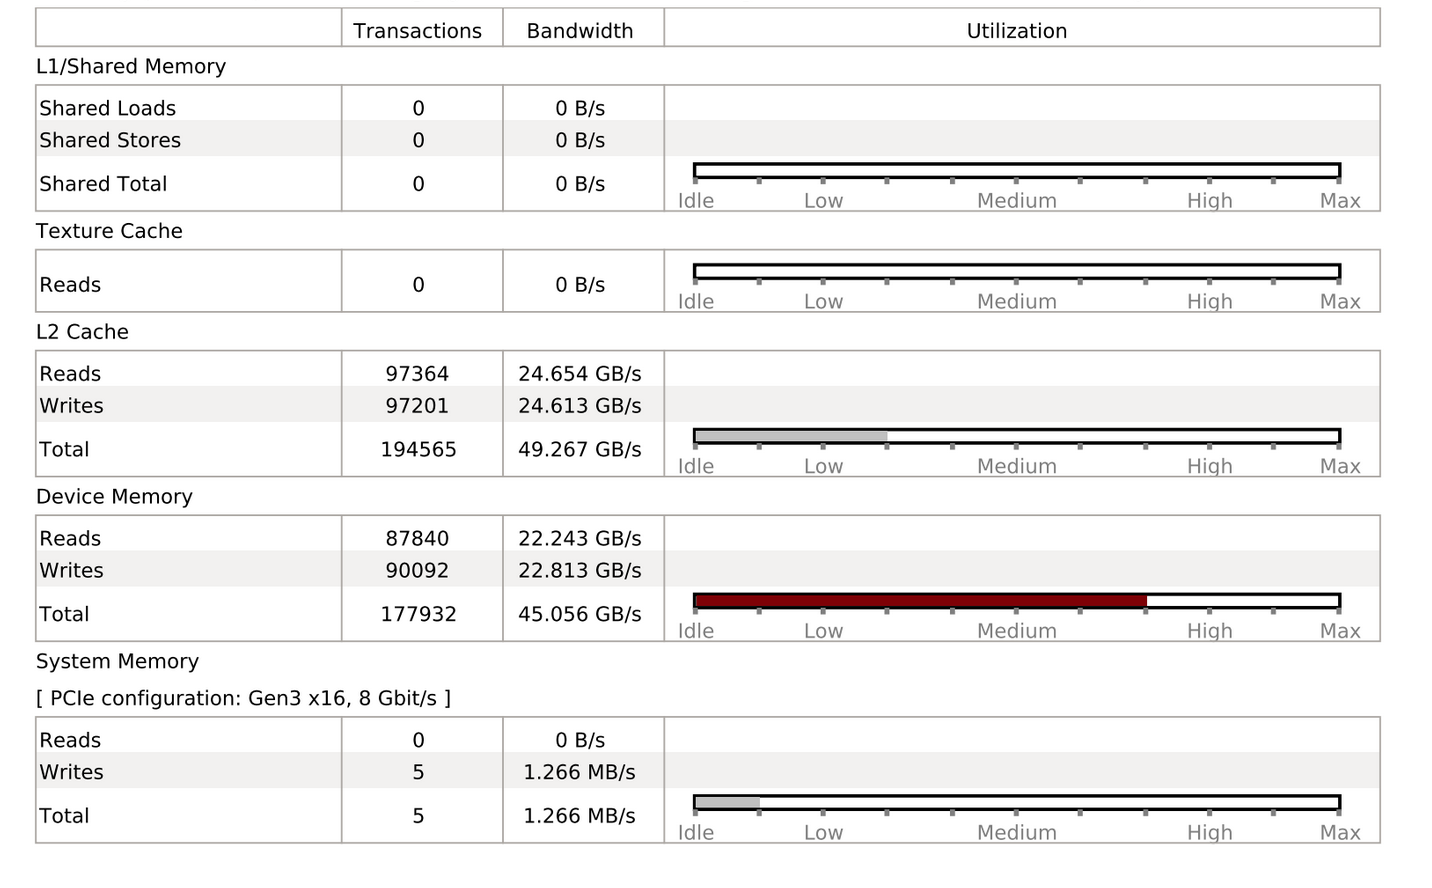 Transactions Bandwidth Utilization
L1/Shared Memory
Shared Loads 0 0 B/s
Shared Stores 0 0 B/s
Shared Total 0 0 B/s
Idle Low Medium High Max
Texture Cache
Reads 0 0 B/s
Idle Low Medium High Max
L2 Cache
Reads 97364 24.654 GB/s
Writes 97201 24.613 GB/s
Total 194565 49.267 GB/s
Idle Low Medium High Max
Device Memory
Reads 87840 22.243 GB/s
Writes 90092 22.813 GB/s
Total 177932 45.056 GB/s
Idle Low Medium High Max
System Memory
[ PCIe configuration: Gen3 x16, 8 Gbit/s ]
Reads 0 0 B/s
Writes 5 1.266 MB/s
Total 5 1.266 MB/s
Idle Low Medium High Max